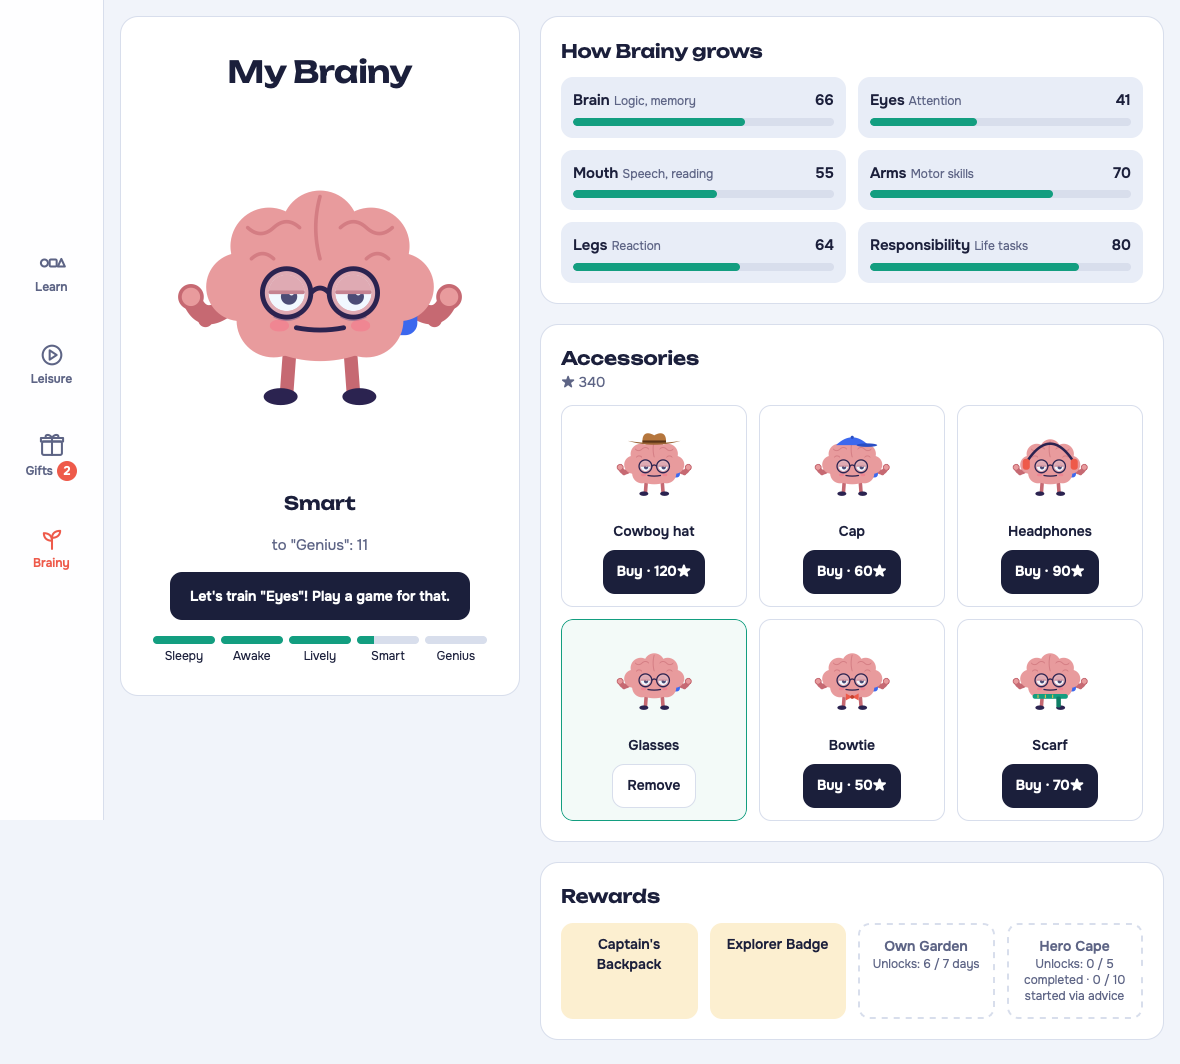 Learn
Leisure
Gifts 2
Brainy
My Brainy
Smart
to "Genius": 11
Let's train "Eyes"! Play a game for that.
Sleepy Awake Lively Smart Genius
How Brainy grows
Brain Logic, memory 66
Eyes Attention 41
Mouth Speech, reading 55
Arms Motor skills 70
Legs Reaction 64
Responsibility Life tasks 80
Accessories
★ 340
Cowboy hat
Buy · 120★
Cap
Buy · 60★
Headphones
Buy · 90★
Glasses
Remove
Bowtie
Buy · 50★
Scarf
Buy · 70★
Rewards
Captain's
Backpack
Explorer Badge
Own Garden
Unlocks: 6 / 7 days
Hero Cape
Unlocks: 0 / 5
completed · 0 / 10
started via advice